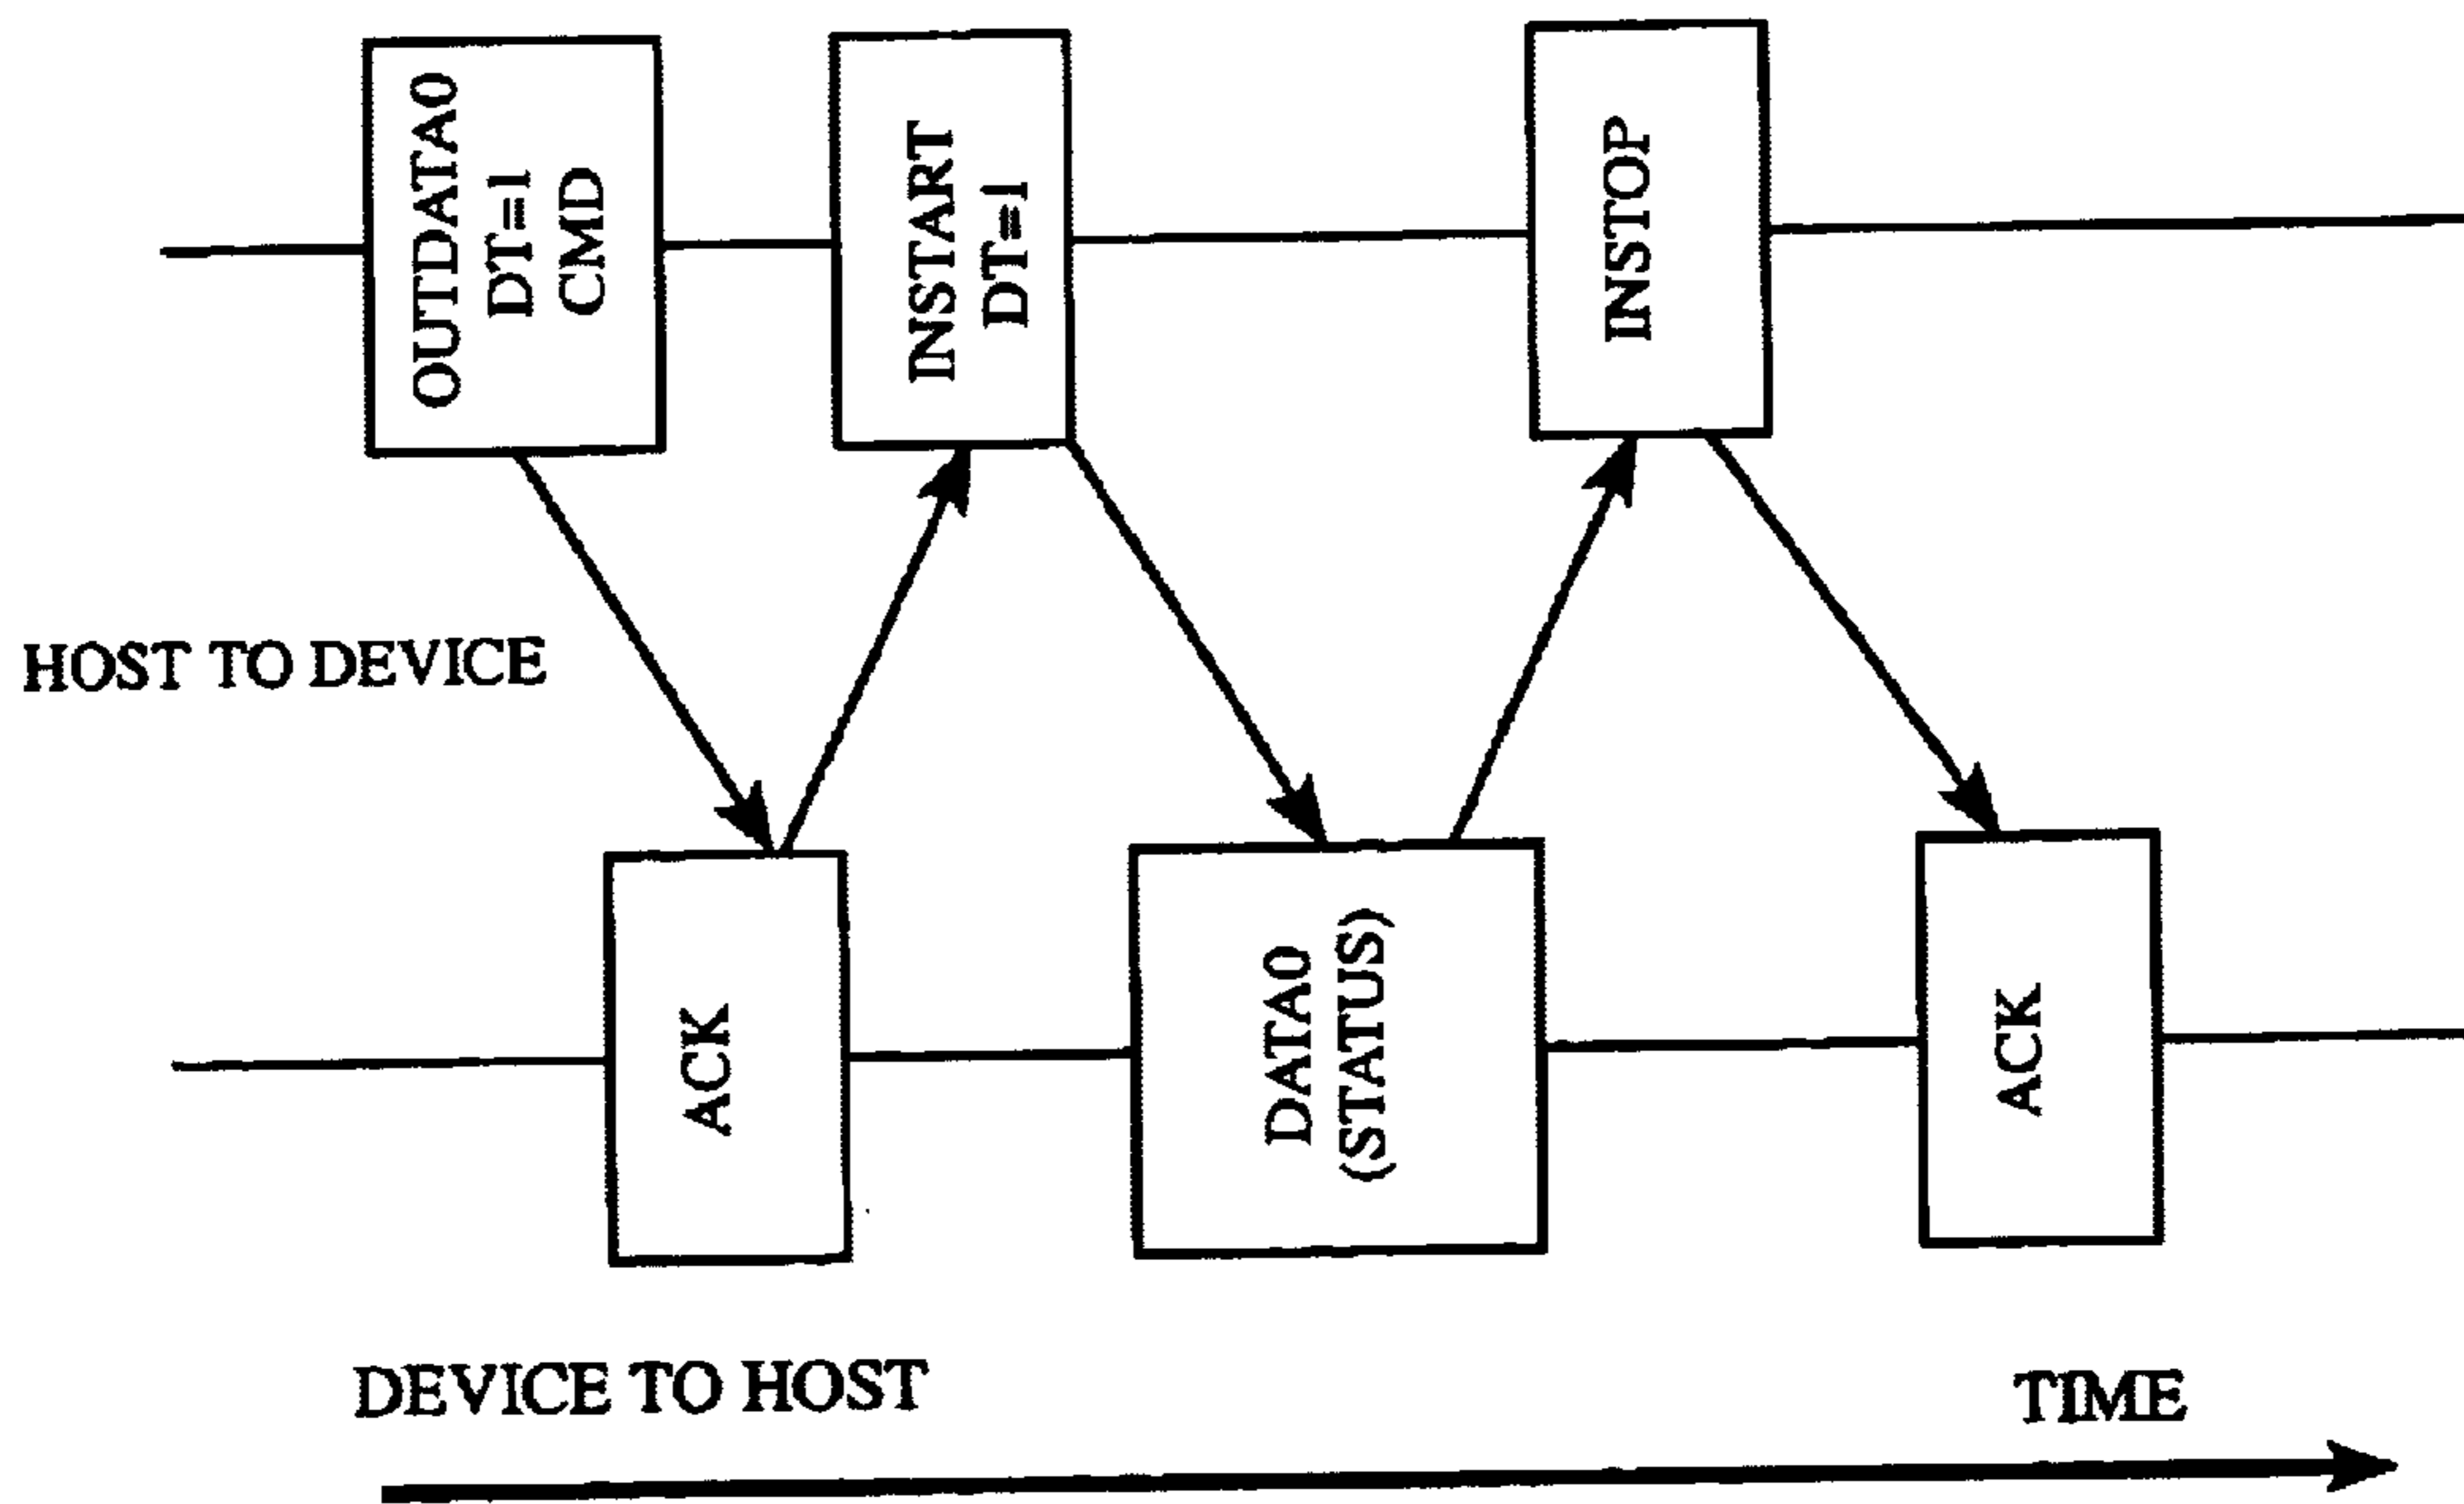 OUTDATA0
DT=1
CMD
INSTART
DT=1
INSTOP
HOST TO DEVICE
ACK
DATA0
(STATUS)
ACK
DEVICE TO HOST
TIME